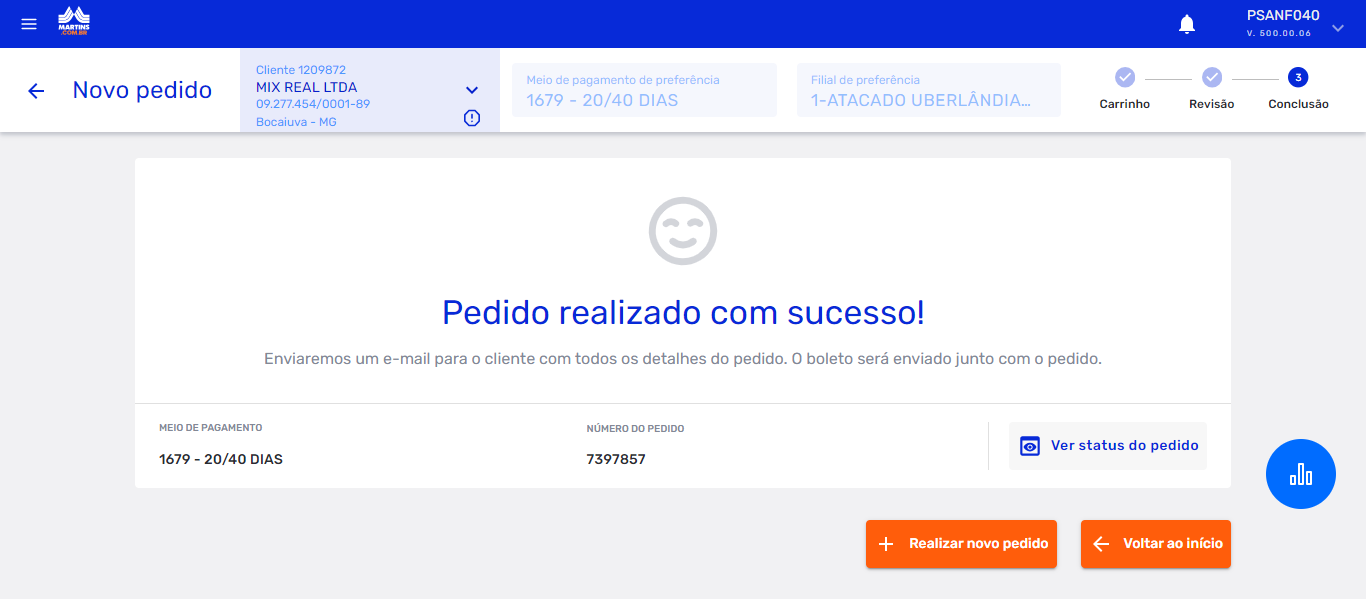 MARTINS
.COM.BR
PSANF040
V. 500.00.06
Novo pedido
Cliente 1209872
MIX REAL LTDA
09.277.454/0001-89
Bocaiuva - MG
Meio de pagamento de preferência
1679 - 20/40 DIAS
Filial de preferência
1-ATACADO UBERLÂNDIA...
3
Carrinho
Revisão
Conclusão
Pedido realizado com sucesso!
Enviaremos um e-mail para o cliente com todos os detalhes do pedido. O boleto será enviado junto com o pedido.
MEIO DE PAGAMENTO
1679 - 20/40 DIAS
NÚMERO DO PEDIDO
7397857
Ver status do pedido
Realizar novo pedido
Voltar ao início